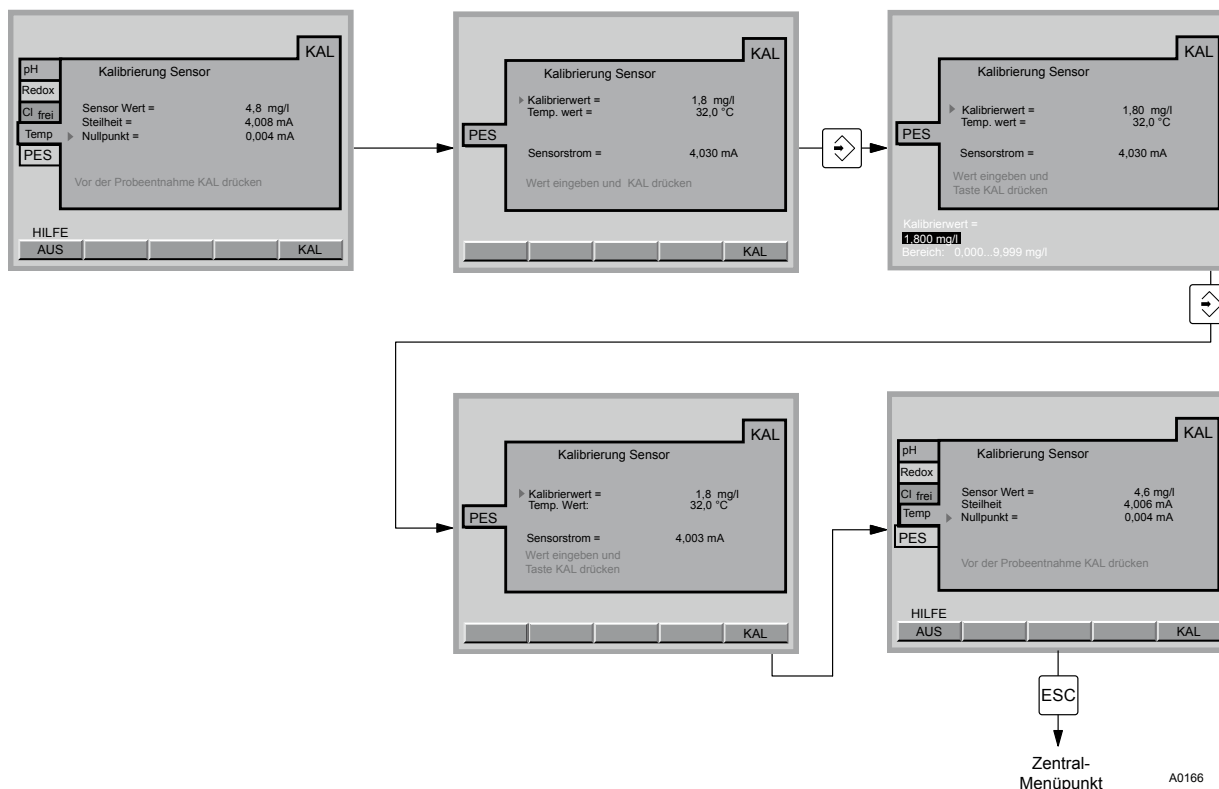 KAL
pH
Redox
Cl frei
Temp
PES
Kalibrierung Sensor
Sensor Wert = 4,8 mg/l
Steilheit = 4,008 mA
Nullpunkt = 0,004 mA
Vor der Probeentnahme KAL drücken
HILFE
AUS KAL
KAL
PES
Kalibrierung Sensor
Kalibrierwert = 1,8 mg/l
Temp. wert = 32,0 °C
Sensorstrom = 4,030 mA
Wert eingeben und KAL drücken
KAL
KAL
PES
Kalibrierung Sensor
Kalibrierwert = 1,80 mg/l
Temp. wert = 32,0 °C
Sensorstrom = 4,030 mA
Wert eingeben und
Taste KAL drücken
Kalibrierwert =
1,800 mg/l
Bereich: 0,000...9,999 mg/l
KAL
PES
Kalibrierung Sensor
Kalibrierwert = 1,8 mg/l
Temp. Wert: 32,0 °C
Sensorstrom = 4,003 mA
Wert eingeben und
Taste KAL drücken
KAL
KAL
pH
Redox
Cl frei
Temp
PES
Kalibrierung Sensor
Sensor Wert = 4,6 mg/l
Steilheit 4,006 mA
Nullpunkt = 0,004 mA
Vor der Probeentnahme KAL drücken
HILFE
AUS KAL
ESC
Zentral-
Menüpunkt
A0166